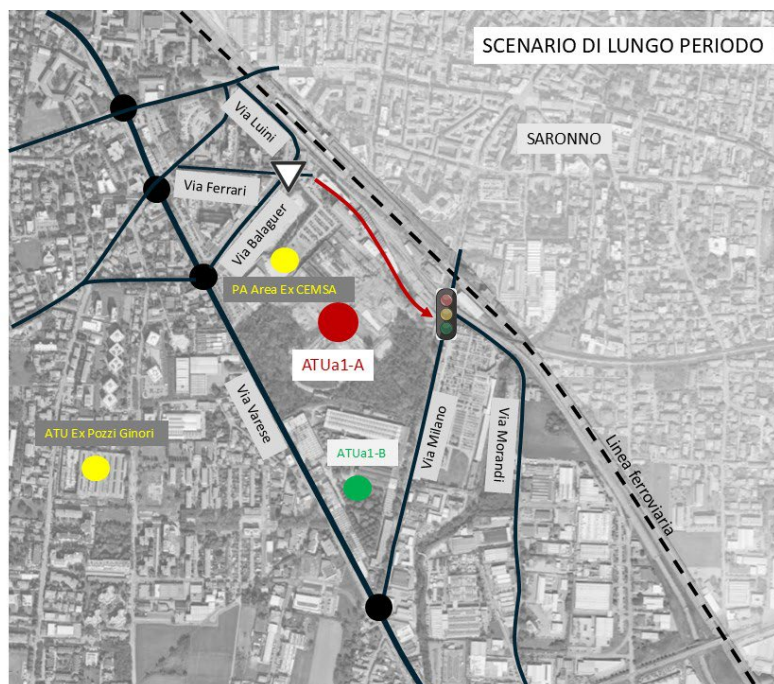 SCENARIO DI LUNGO PERIODO
SARONNO
Via Luini
Via Ferrari
Via Balaguer
PA Area Ex CEMSA
ATUa1-A
Via Varese
ATU Ex Pozzi Ginori
ATUa1-B
Via Milano
Via Morandi
Linea ferroviaria